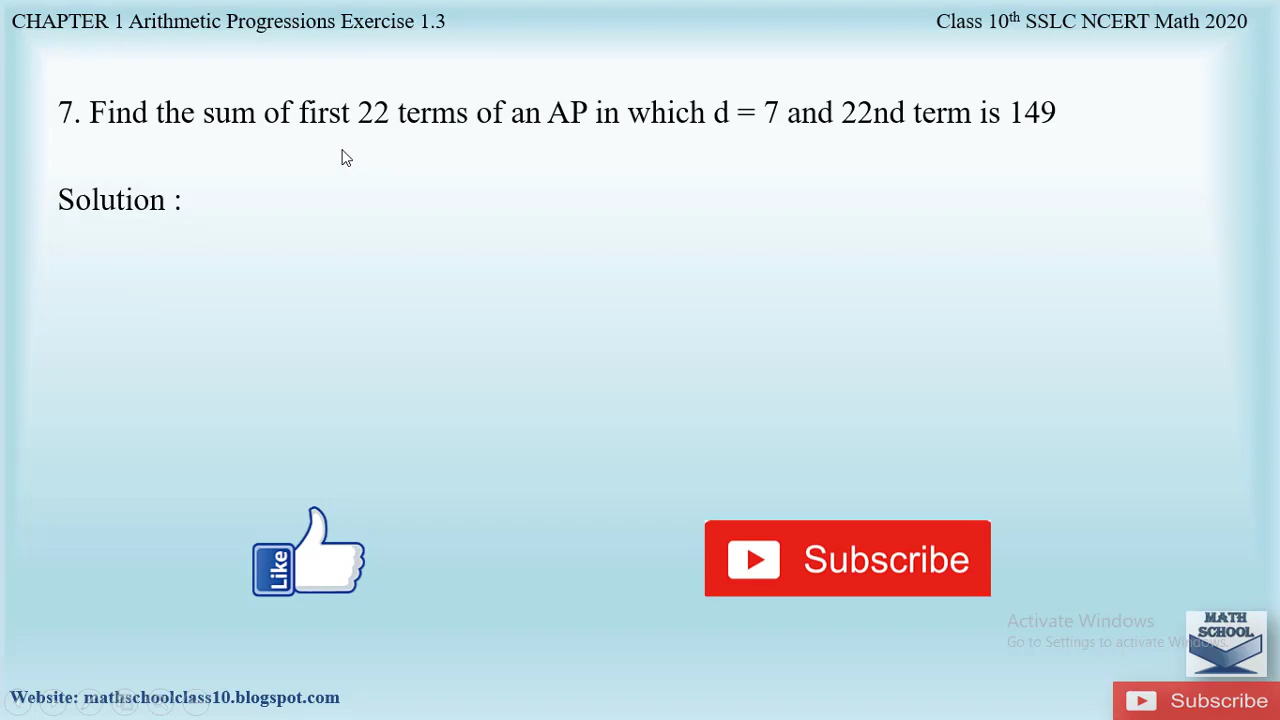 CHAPTER 1 Arithmetic Progressions Exercise 1.3
Class 10th SSLC NCERT Math 2020
7. Find the sum of first 22 terms of an AP in which d = 7 and 22nd term is 149
Solution :
Like
Subscribe
Activate Windows
Go to Settings to activate Windows.
MATH
SCHOOL
Website: mathschoolclass10.blogspot.com
Subscribe